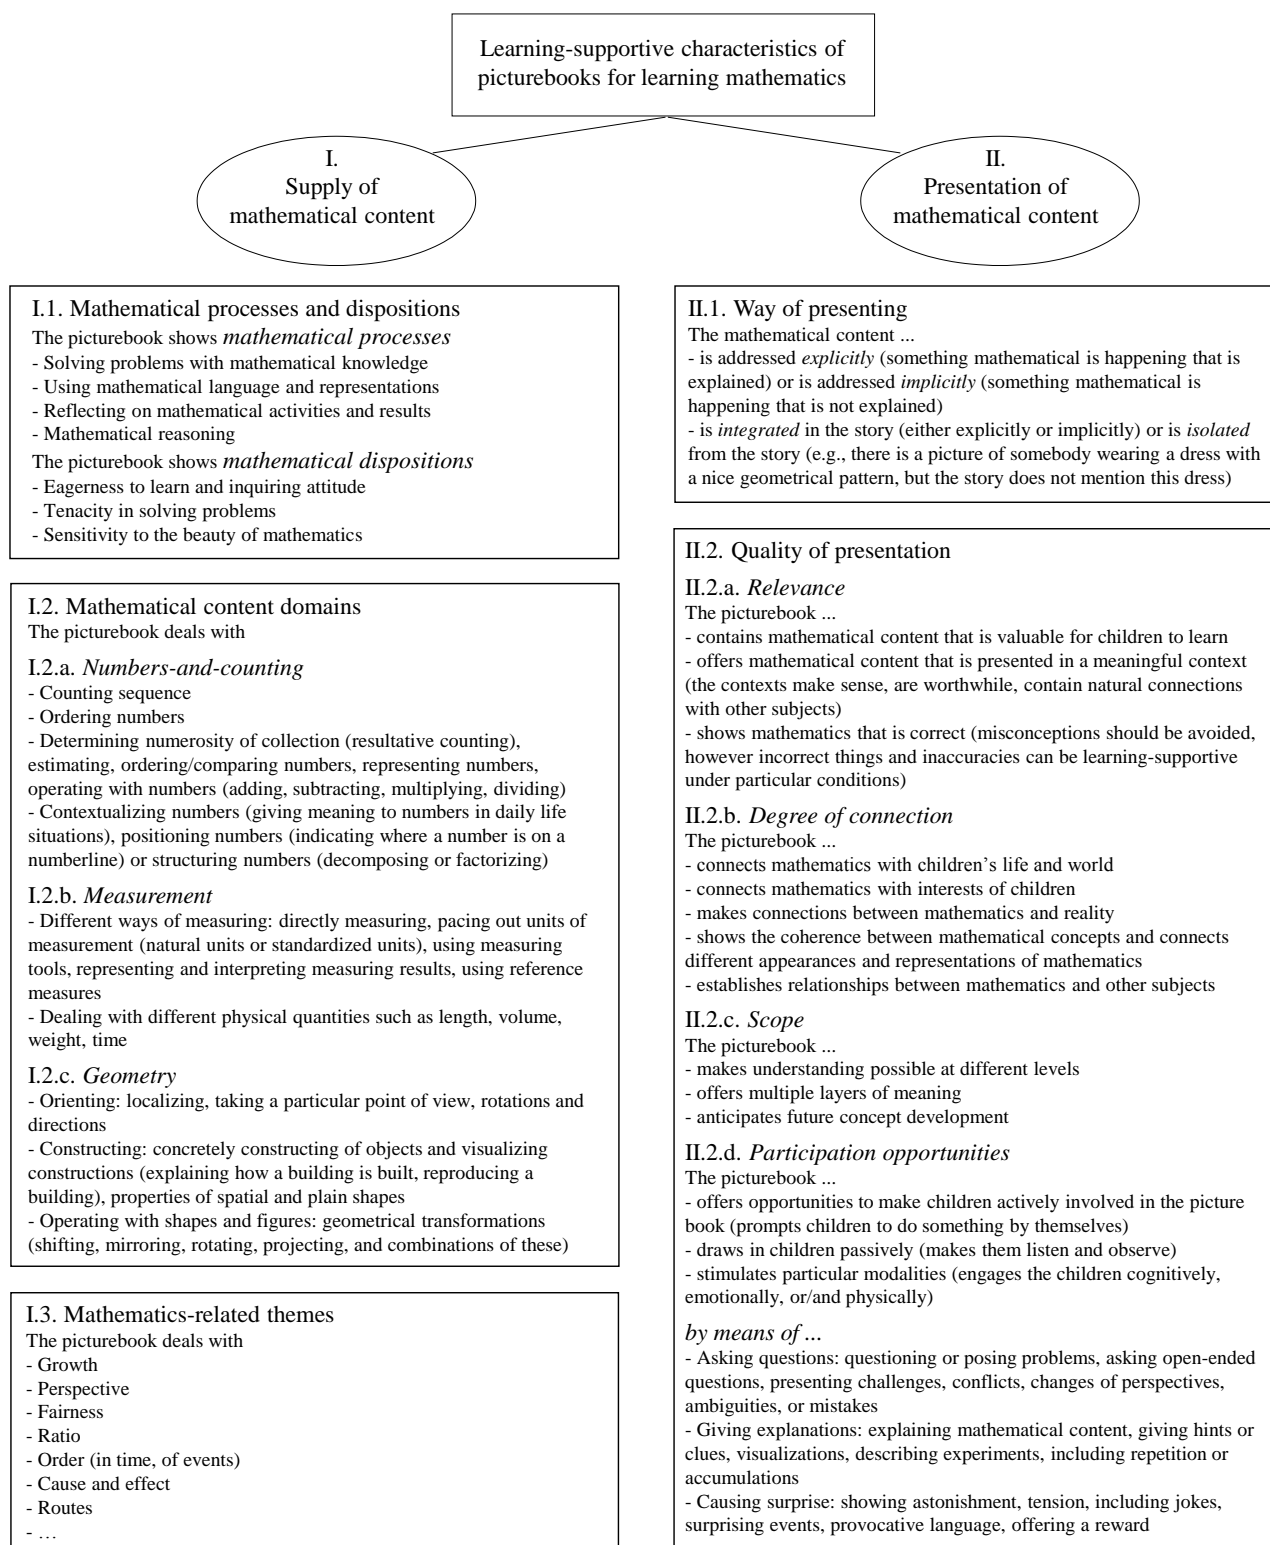 Learning-supportive characteristics of
picturebooks for learning mathematics
I.
Supply of
mathematical content
II.
Presentation of
mathematical content
I.1. Mathematical processes and dispositions
The picturebook shows mathematical processes
- Solving problems with mathematical knowledge
- Using mathematical language and representations
- Reflecting on mathematical activities and results
- Mathematical reasoning
The picturebook shows mathematical dispositions
- Eagerness to learn and inquiring attitude
- Tenacity in solving problems
- Sensitivity to the beauty of mathematics
I.2. Mathematical content domains
The picturebook deals with
I.2.a. Numbers-and-counting
- Counting sequence
- Ordering numbers
- Determining numerosity of collection (resultative counting),
estimating, ordering/comparing numbers, representing numbers,
operating with numbers (adding, subtracting, multiplying, dividing)
- Contextualizing numbers (giving meaning to numbers in daily life
situations), positioning numbers (indicating where a number is on a
numberline) or structuring numbers (decomposing or factorizing)
I.2.b. Measurement
- Different ways of measuring: directly measuring, pacing out units of
measurement (natural units or standardized units), using measuring
tools, representing and interpreting measuring results, using reference
measures
- Dealing with different physical quantities such as length, volume,
weight, time
I.2.c. Geometry
- Orienting: localizing, taking a particular point of view, rotations and
directions
- Constructing: concretely constructing of objects and visualizing
constructions (explaining how a building is built, reproducing a
building), properties of spatial and plain shapes
- Operating with shapes and figures: geometrical transformations
(shifting, mirroring, rotating, projecting, and combinations of these)
I.3. Mathematics-related themes
The picturebook deals with
- Growth
- Perspective
- Fairness
- Ratio
- Order (in time, of events)
- Cause and effect
- Routes
- …
II.1. Way of presenting
The mathematical content ...
- is addressed explicitly (something mathematical is happening that is
explained) or is addressed implicitly (something mathematical is
happening that is not explained)
- is integrated in the story (either explicitly or implicitly) or is isolated
from the story (e.g., there is a picture of somebody wearing a dress with
a nice geometrical pattern, but the story does not mention this dress)
II.2. Quality of presentation
II.2.a. Relevance
The picturebook ...
- contains mathematical content that is valuable for children to learn
- offers mathematical content that is presented in a meaningful context
(the contexts make sense, are worthwhile, contain natural connections
with other subjects)
- shows mathematics that is correct (misconceptions should be avoided,
however incorrect things and inaccuracies can be learning-supportive
under particular conditions)
II.2.b. Degree of connection
The picturebook ...
- connects mathematics with children’s life and world
- connects mathematics with interests of children
- makes connections between mathematics and reality
- shows the coherence between mathematical concepts and connects
different appearances and representations of mathematics
- establishes relationships between mathematics and other subjects
II.2.c. Scope
The picturebook ...
- makes understanding possible at different levels
- offers multiple layers of meaning
- anticipates future concept development
II.2.d. Participation opportunities
The picturebook ...
- offers opportunities to make children actively involved in the picture
book (prompts children to do something by themselves)
- draws in children passively (makes them listen and observe)
- stimulates particular modalities (engages the children cognitively,
emotionally, or/and physically)
by means of ...
- Asking questions: questioning or posing problems, asking open-ended
questions, presenting challenges, conflicts, changes of perspectives,
ambiguities, or mistakes
- Giving explanations: explaining mathematical content, giving hints or
clues, visualizations, describing experiments, including repetition or
accumulations
- Causing surprise: showing astonishment, tension, including jokes,
surprising events, provocative language, offering a reward